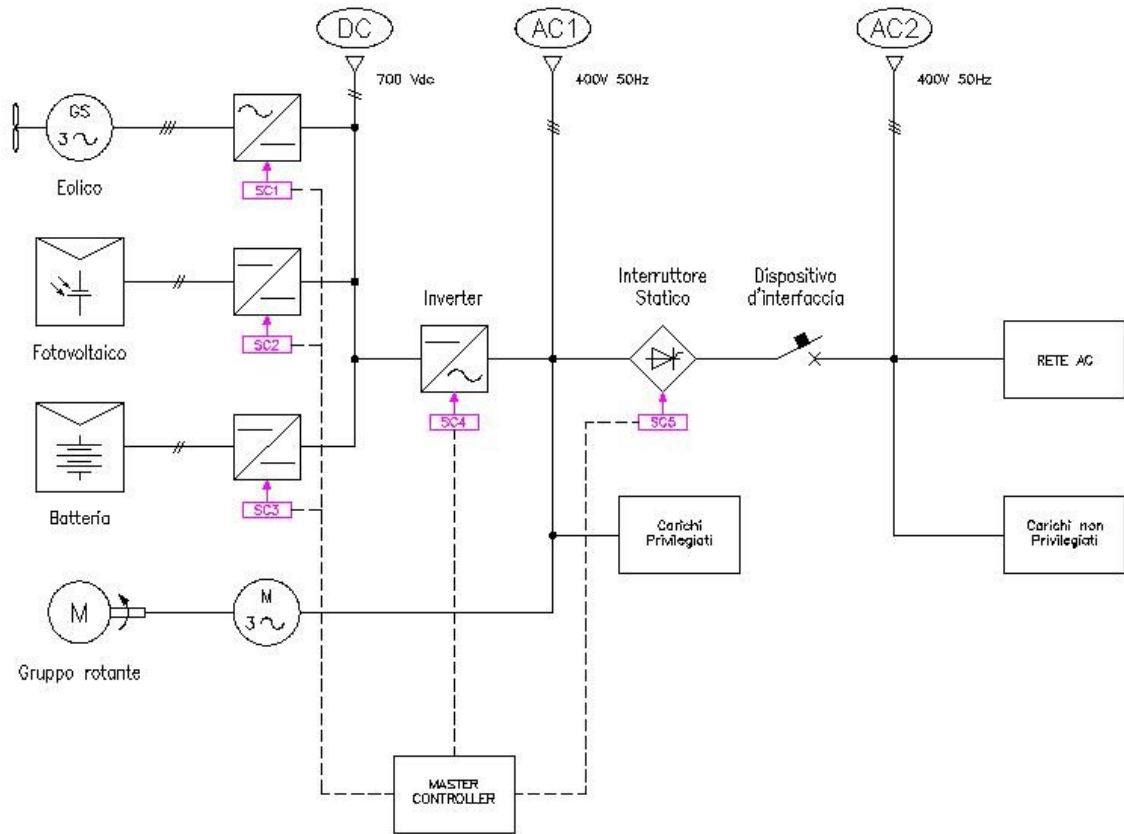 DC
AC1
AC2
700 Vdc
400V 50Hz
400V 50Hz
GS
3~
Eolico
SC1
Fotovoltaico
SC2
Inverter
SC4
Interruttore
Statico
SC5
Dispositivo
d'interfaccia
RETE AC
Batteria
SC3
Carichi
Privilegiati
Carichi non
Privilegiati
M
M
3~
Gruppo rotante
MASTER
CONTROLLER